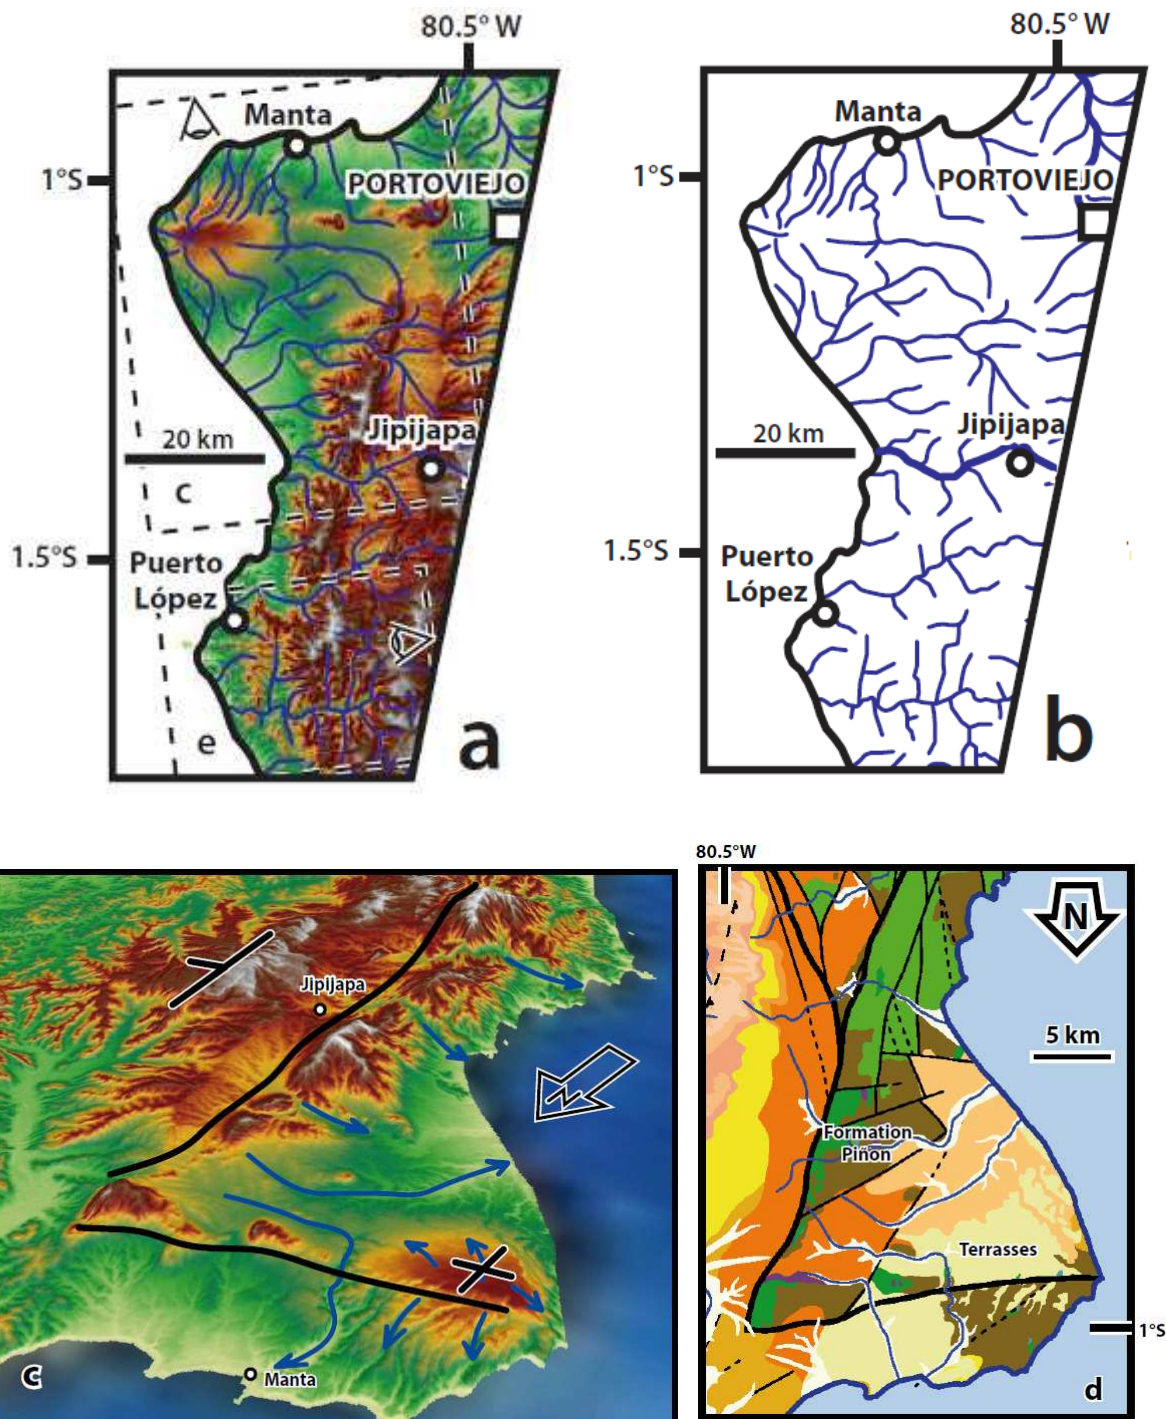 80.5° W
Manta
1°S
PORTOVIEJO
Jipijapa
20 km
c
1.5°S
Puerto
López
e
a
80.5° W
Manta
1°S
PORTOVIEJO
Jipijapa
20 km
1.5°S
Puerto
López
b
Jipijapa
N
Manta
c
80.5°W
N
5 km
Formation
Piñon
Terrasses
1°S
d